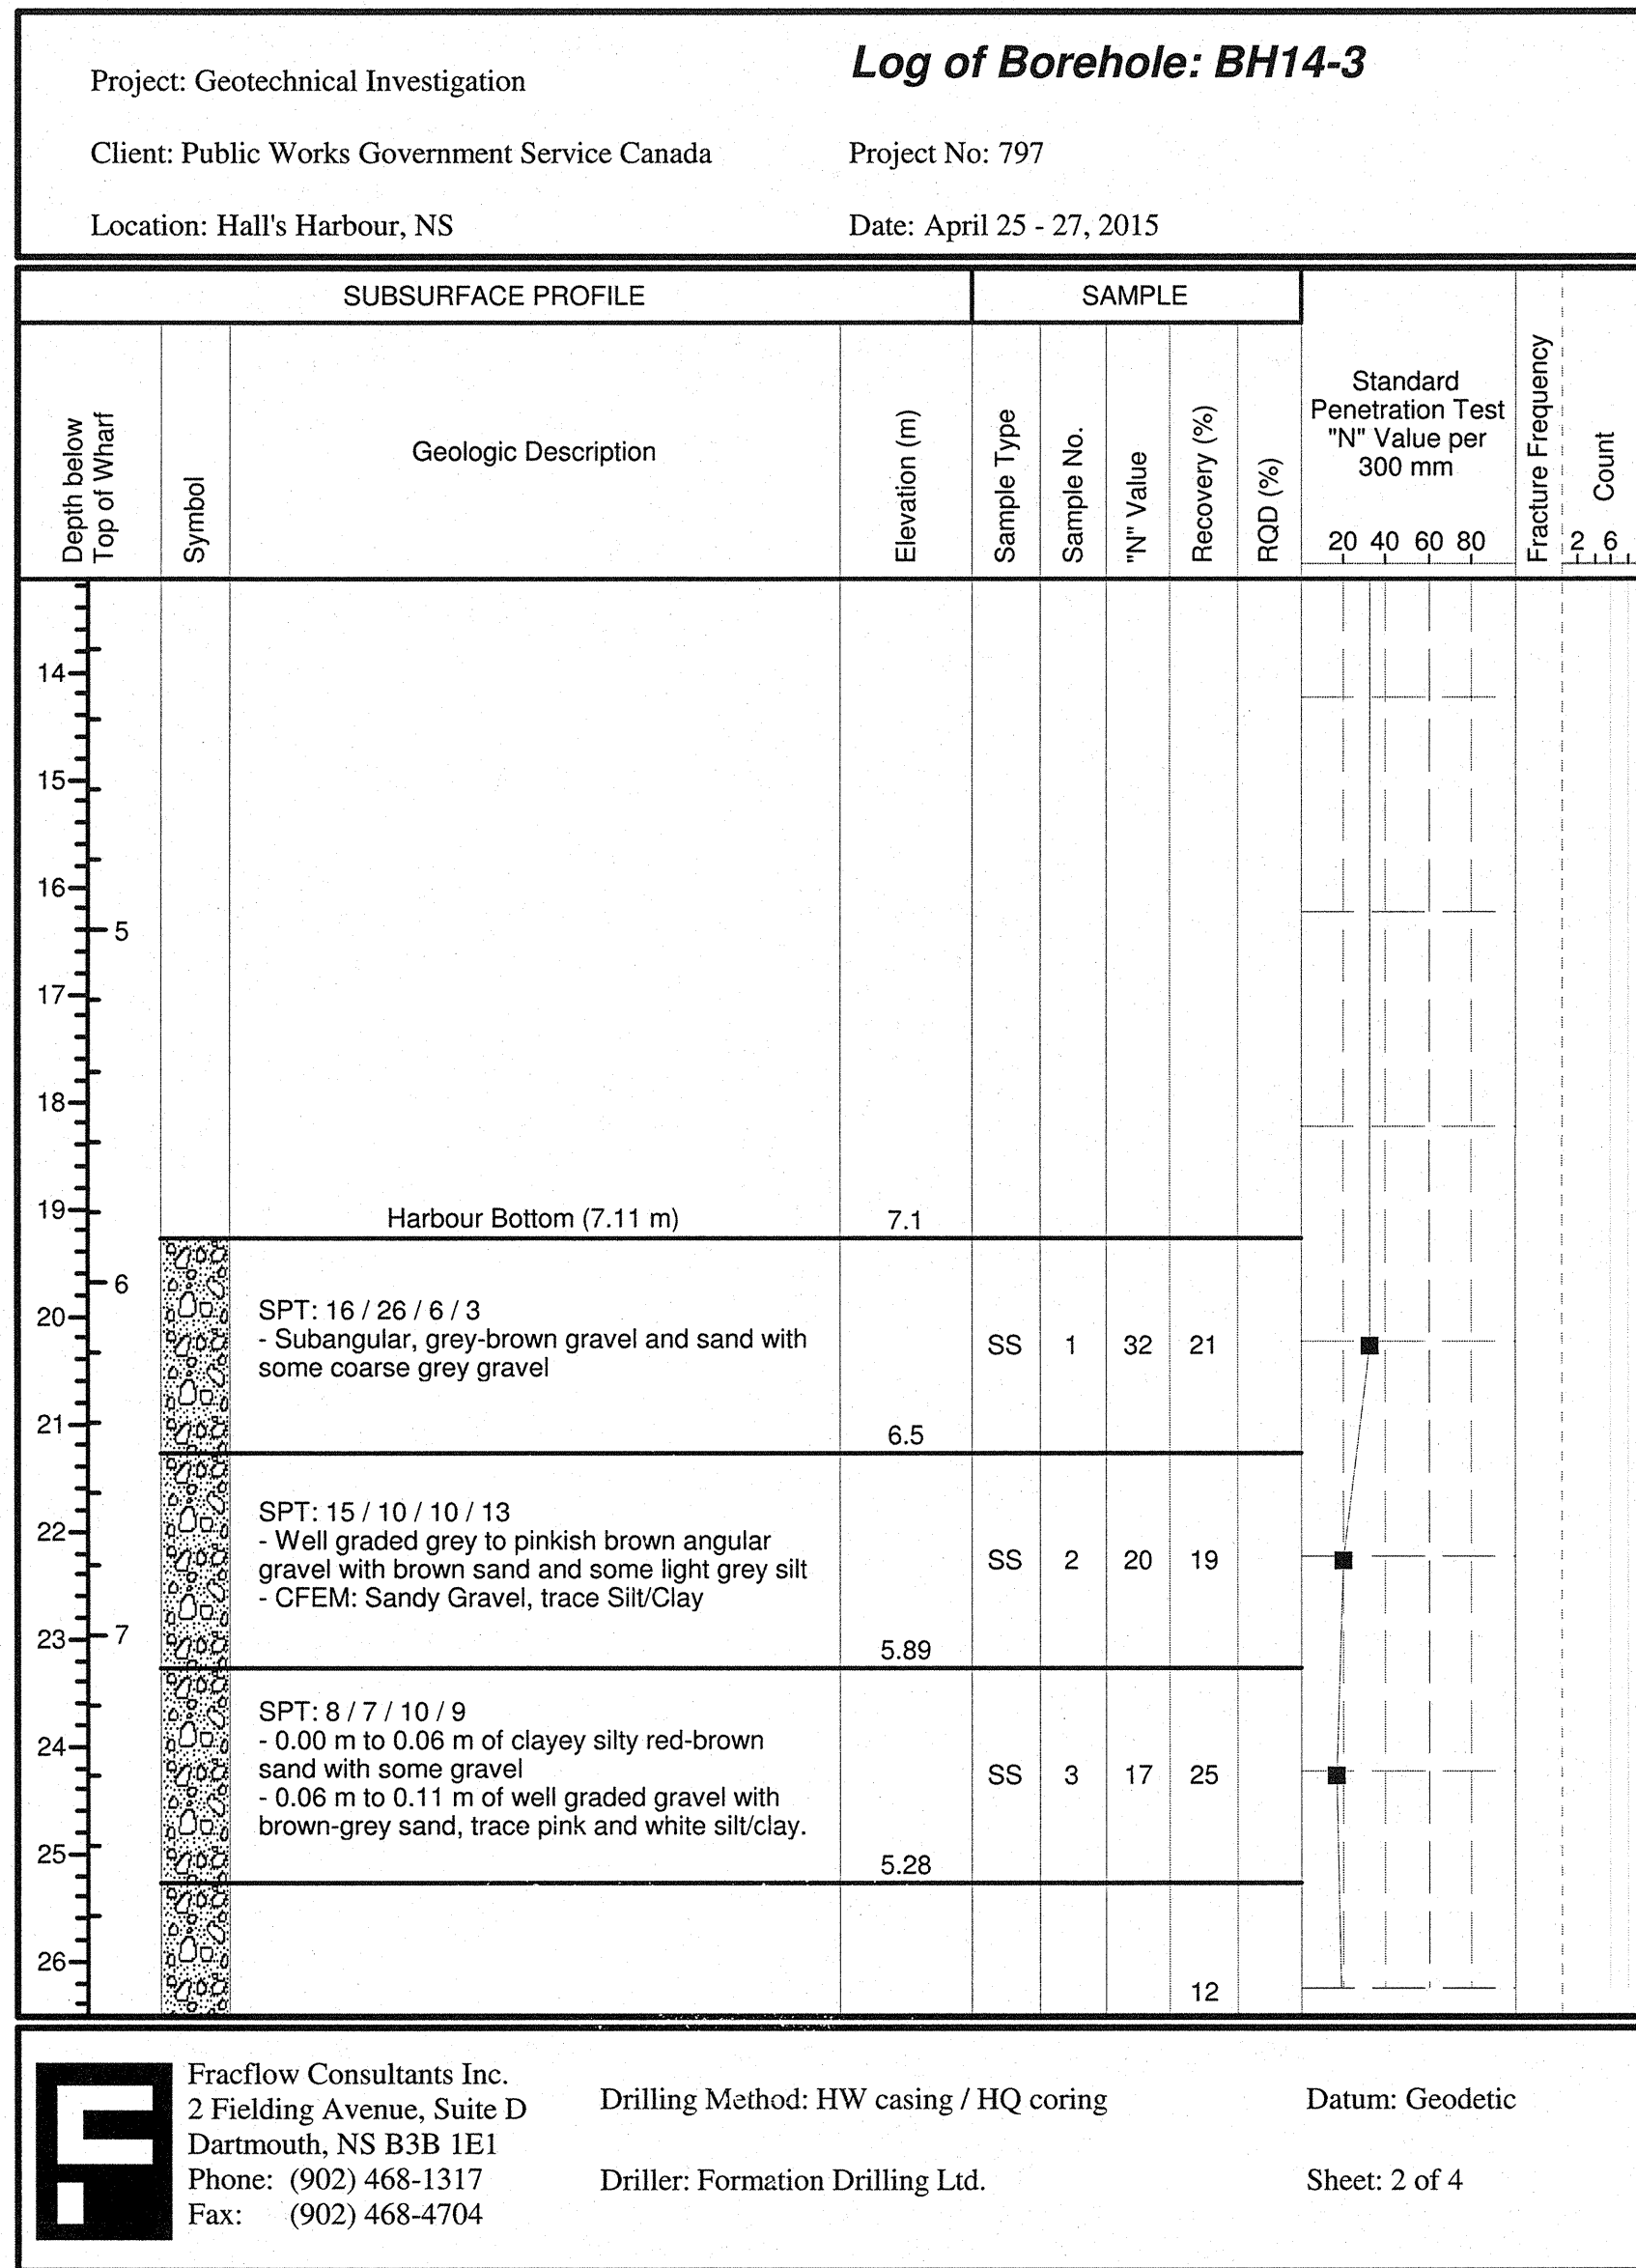 Project: Geotechnical Investigation
Log of Borehole: BH14-3
Client: Public Works Government Service Canada
Project No: 797
Location: Hall's Harbour, NS
Date: April 25 - 27, 2015
SUBSURFACE PROFILE
SAMPLE
Depth below
Top of Wharf
Symbol
Geologic Description
Elevation (m)
Sample Type
Sample No.
"N" Value
Recovery (%)
RQD (%)
Standard
Penetration Test
"N" Value per
300 mm
20 40 60 80
Fracture Frequency
Count
2 6
14
15
16
5
17
18
19
Harbour Bottom (7.11 m)
7.1
6
20
SPT: 16 / 26 / 6 / 3
- Subangular, grey-brown gravel and sand with
some coarse grey gravel
SS 1 32 21
21
6.5
SPT: 15 / 10 / 10 / 13
- Well graded grey to pinkish brown angular
gravel with brown sand and some light grey silt
- CFEM: Sandy Gravel, trace Silt/Clay
22
SS 2 20 19
23
7
5.89
SPT: 8 / 7 / 10 / 9
- 0.00 m to 0.06 m of clayey silty red-brown
sand with some gravel
- 0.06 m to 0.11 m of well graded gravel with
brown-grey sand, trace pink and white silt/clay.
24
SS 3 17 25
25
5.28
26
12
Fracflow Consultants Inc.
2 Fielding Avenue, Suite D
Dartmouth, NS B3B 1E1
Phone: (902) 468-1317
Fax: (902) 468-4704
Drilling Method: HW casing / HQ coring
Driller: Formation Drilling Ltd.
Datum: Geodetic
Sheet: 2 of 4